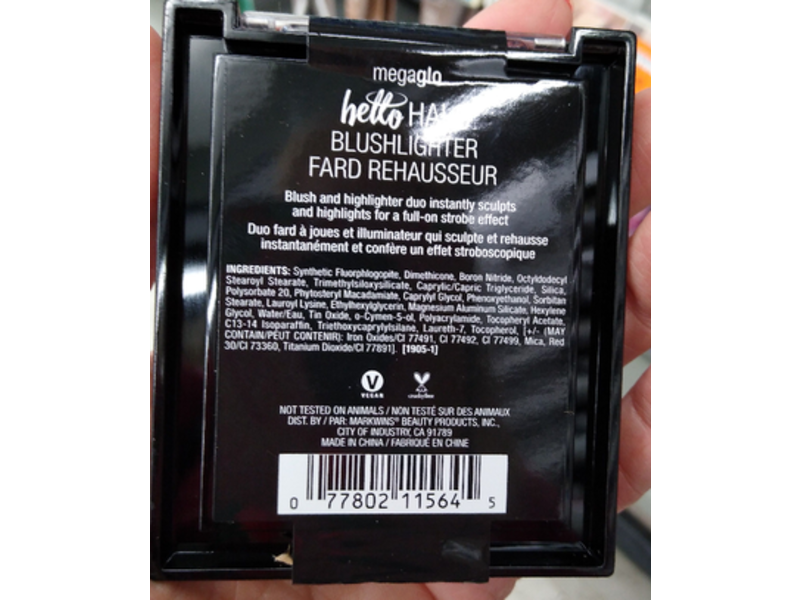 megaglo
hello HA
BLUSHLIGHTER
FARD REHAUSSEUR
Blush and highlighter duo instantly sculpts
and highlights for a full-on strobe effect
Duo fard à joues et illuminateur qui sculpte et rehausse
instantanément et confère un effet stroboscopique
INGREDIENTS: Synthetic Fluorphlogopite, Dimethicone, Boron Nitride, Octyldodecyl
Stearoyl Stearate, Trimethylsiloxysilicate, Caprylic/Capric Triglyceride, Silica,
Polysorbate 20, Phytosteryl Macadamiate, Caprylyl Glycol, Phenoxyethanol, Sorbitan
Stearate, Lauroyl Lysine, Ethylhexylglycerin, Magnesium Aluminum Silicate, Hexylene
Glycol, Water/Eau, Tin Oxide, o-Cymen-5-ol, Polyacrylamide, Tocopheryl Acetate,
C13-14 Isoparaffin, Triethoxycaprylylsilane, Laureth-7, Tocopherol, [+/- (MAY
CONTAIN/PEUT CONTENIR): Iron Oxides/CI 77491, CI 77492, CI 77499, Mica, Red
30/CI 73360, Titanium Dioxide/CI 77891]. [1905-1]
V
VEGAN
crueltyfree
NOT TESTED ON ANIMALS / NON TESTÉ SUR DES ANIMAUX
DIST. BY / PAR: MARKWINS® BEAUTY PRODUCTS, INC.,
CITY OF INDUSTRY, CA 91789
MADE IN CHINA / FABRIQUÉ EN CHINE
0 77802 11564 5